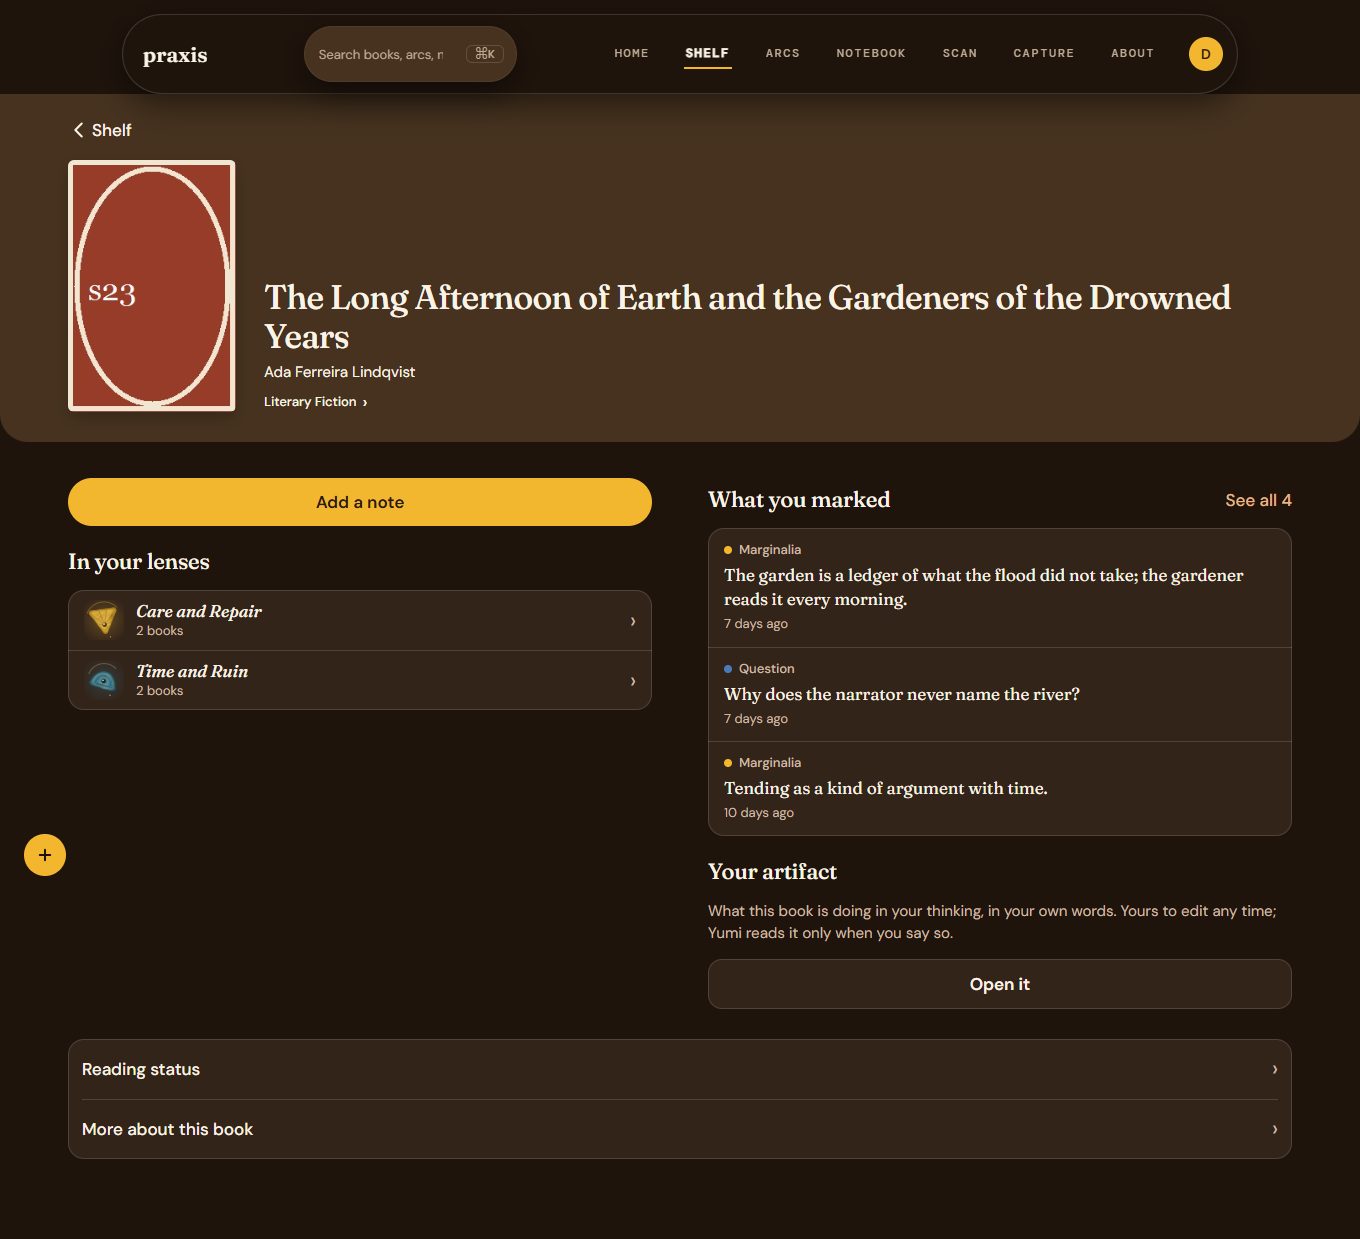 praxis
Search books, arcs, n
⌘K
HOME
SHELF
ARCS
NOTEBOOK
SCAN
CAPTURE
ABOUT
D
Shelf
s23
The Long Afternoon of Earth and the Gardeners of the Drowned
Years
Ada Ferreira Lindqvist
Literary Fiction ›
Add a note
In your lenses
Care and Repair
2 books
Time and Ruin
2 books
What you marked
See all 4
Marginalia
The garden is a ledger of what the flood did not take; the gardener
reads it every morning.
7 days ago
Question
Why does the narrator never name the river?
7 days ago
Marginalia
Tending as a kind of argument with time.
10 days ago
+
Your artifact
What this book is doing in your thinking, in your own words. Yours to edit any time;
Yumi reads it only when you say so.
Open it
Reading status
More about this book